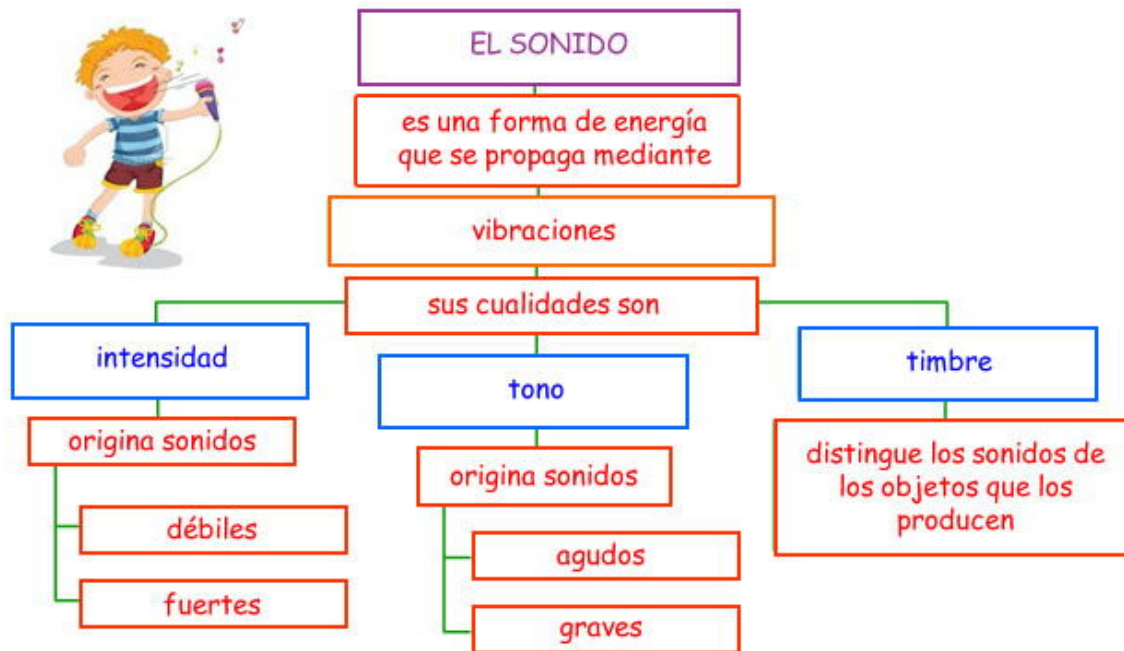 EL SONIDO
es una forma de energía
que se propaga mediante
vibraciones
sus cualidades son
intensidad
origina sonidos
débiles
fuertes
tono
origina sonidos
agudos
graves
timbre
distingue los sonidos de
los objetos que los
producen